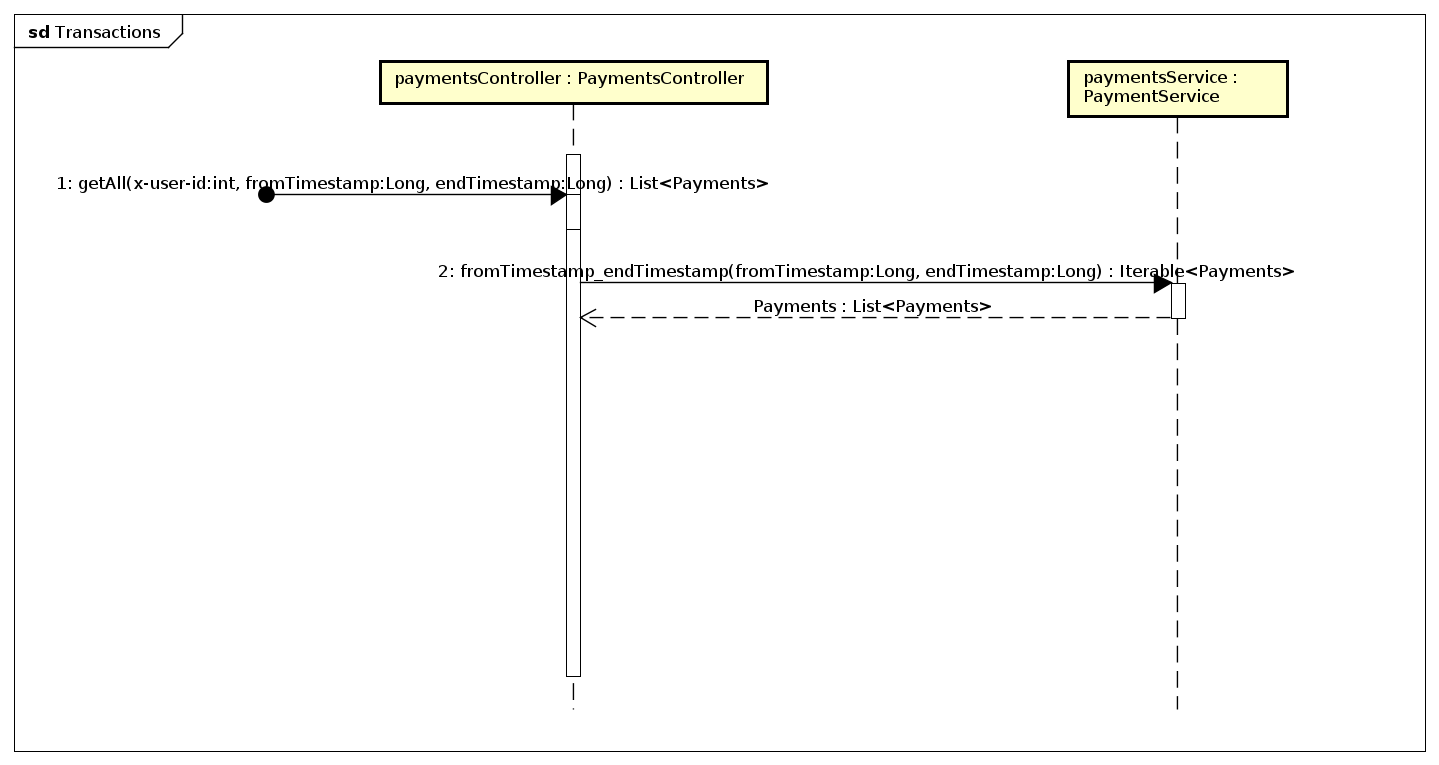 sd Transactions
paymentsController : PaymentsController
paymentsService :
PaymentService
1: getAll(x-user-id:int, fromTimestamp:Long, endTimestamp:Long) : List<Payments>
2: fromTimestamp_endTimestamp(fromTimestamp:Long, endTimestamp:Long) : Iterable<Payments>
Payments : List<Payments>